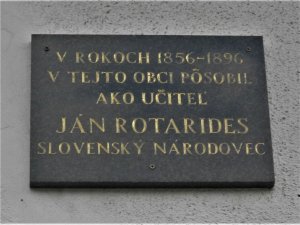 V ROKOCH 1856-1896
V TEJTO OBCI PÔSOBIL
AKO UČITEĽ
JÁN ROTARIDES
SLOVENSKÝ NÁRODOVEC